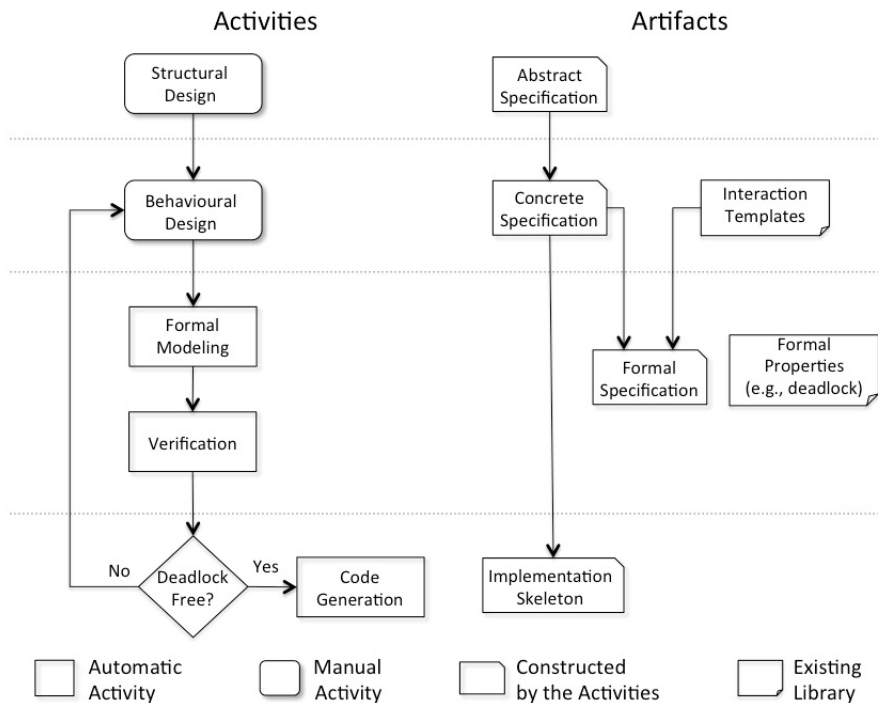 Activities
Artifacts
Structural
Design
Abstract
Specification
Behavioural
Design
Concrete
Specification
Interaction
Templates
Formal
Modeling
Formal
Specification
Formal
Properties
(e.g., deadlock)
Verification
No
Deadlock
Free?
Yes
Code
Generation
Implementation
Skeleton
Automatic
Activity
Manual
Activity
Constructed
by the Activities
Existing
Library